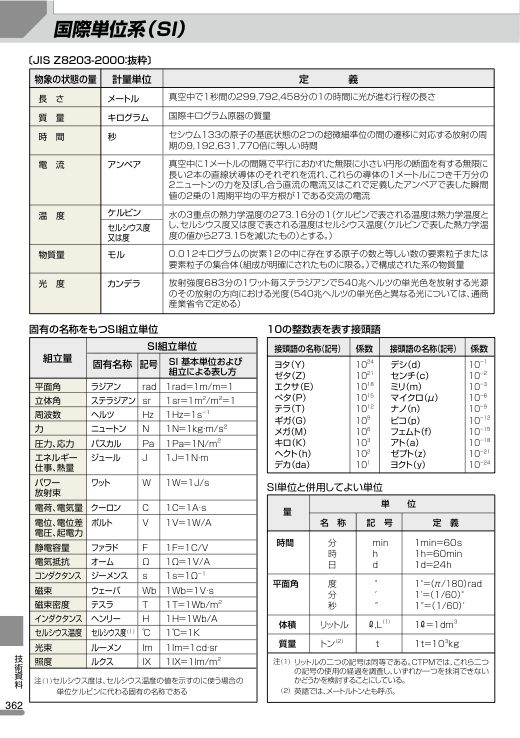 国際単位系(SI)
〔JIS Z8203-2000:抜粋〕
物象の状態の量 計量単位 定 義
長 さ メートル 真空中で1秒間の299,792,458分の1の時間に光が進む行程の長さ
質 量 キログラム 国際キログラム原器の質量
時 間 秒 セシウム133の原子の基底状態の2つの超微細準位の間の遷移に対応する放射の周
期の9,192,631,770倍に等しい時間
電 流 アンペア 真空中に1メートルの間隔で平行におかれた無限に小さい円形の断面を有する無限に
長い2本の直線状導体のそれぞれを流れ、これらの導体の1メートルにつき千万分の
2ニュートンの力を及ぼし合う直流の電流又はこれで定義したアンペアで表した瞬間
値の2乗の1周期平均の平方根が1である交流の電流
温 度 ケルビン 水の3重点の熱力学温度の273.16分の1(ケルビンで表される温度は熱力学温度と
セルシウス度 し、セルシウス度又は度で表される温度はセルシウス温度(ケルビンで表した熱力学温
又は度 度の値から273.15を減じたもの)とする。)
物質量 モル 0.012キログラムの炭素12の中に存在する原子の数と等しい数の要素粒子または
要素粒子の集合体(組成が明確にされたものに限る。)で構成された系の物質量
光 度 カンデラ 放射強度683分の1ワット毎ステラジアンで540兆ヘルツの単色光を放射する光源
のその放射の方向における光度(540兆ヘルツの単色光と異なる光については、通商
産業省令で定める)
固有の名称をもつSI組立単位
組立量 SI組立単位
固有名称 記号 SI 基本単位および
組立単位による表し方
平面角 ラジアン rad 1rad=1m/m=1
立体角 ステラジアン sr 1sr=1m²/m²=1
周波数 ヘルツ Hz 1Hz=1s⁻¹
力 ニュートン N 1N=1kg·m/s²
圧力、応力 パスカル Pa 1Pa=1N/m²
エネルギー ジュール J 1J=1N·m
仕事、熱量
パワー ワット W 1W=1J/s
放射束
電荷、電気量 クーロン C 1C=1A·s
電位、電位差 ボルト V 1V=1W/A
電圧、起電力
静電容量 ファラド F 1F=1C/V
電気抵抗 オーム Ω 1Ω=1V/A
コンダクタンス ジーメンス s 1s=1Ω⁻¹
磁束 ウェーバ Wb 1Wb=1V·s
磁束密度 テスラ T 1T=1Wb/m²
インダクタンス ヘンリー H 1H=1Wb/A
セルシウス温度 セルシウス度⁽¹⁾ ℃ 1℃=1K
光束 ルーメン lm 1lm=1cd·sr
照度 ルクス lX 1lX=1lm/m²
注(1)セルシウス度は、セルシウス温度の値を示すのに使う場合の
単位ケルビンに代わる固有の名称である
10の整数表を表す接頭語
接頭語の名称(記号) 係数 接頭語の名称(記号) 係数
ヨタ(Y) 10²⁴ デシ(d) 10⁻¹
ゼタ(Z) 10²¹ センチ(c) 10⁻²
エクサ(E) 10¹⁸ ミリ(m) 10⁻³
ペタ(P) 10¹⁵ マイクロ(μ) 10⁻⁶
テラ(T) 10¹² ナノ(n) 10⁻⁹
ギガ(G) 10⁹ ピコ(p) 10⁻¹²
メガ(M) 10⁶ フェムト(f) 10⁻¹⁵
キロ(K) 10³ アト(a) 10⁻¹⁸
ヘクト(h) 10² ゼプト(z) 10⁻²¹
デカ(da) 10¹ ヨクト(y) 10⁻²⁴
SI単位と併用してよい単位
量 単 位
名 称 記 号 定 義
時間 分 min 1min=60s
時 h 1h=60min
日 d 1d=24h
平面角 度 ° 1°=(π/180)rad
分 ′ 1′=(1/60)°
秒 ″ 1″=(1/60)′
体積 リットル ℓ,L⁽¹⁾ 1ℓ=1dm³
質量 トン⁽²⁾ t 1t=10³kg
注(1) リットルの二つの記号は同等である。CTPMでは、これら二つ
の記号の使用の経過を調査し、いずれか一つを抹消できない
かどうかを検討することにしている。
(2) 英語では、メートルトンとも呼ぶ。
技術資料
362